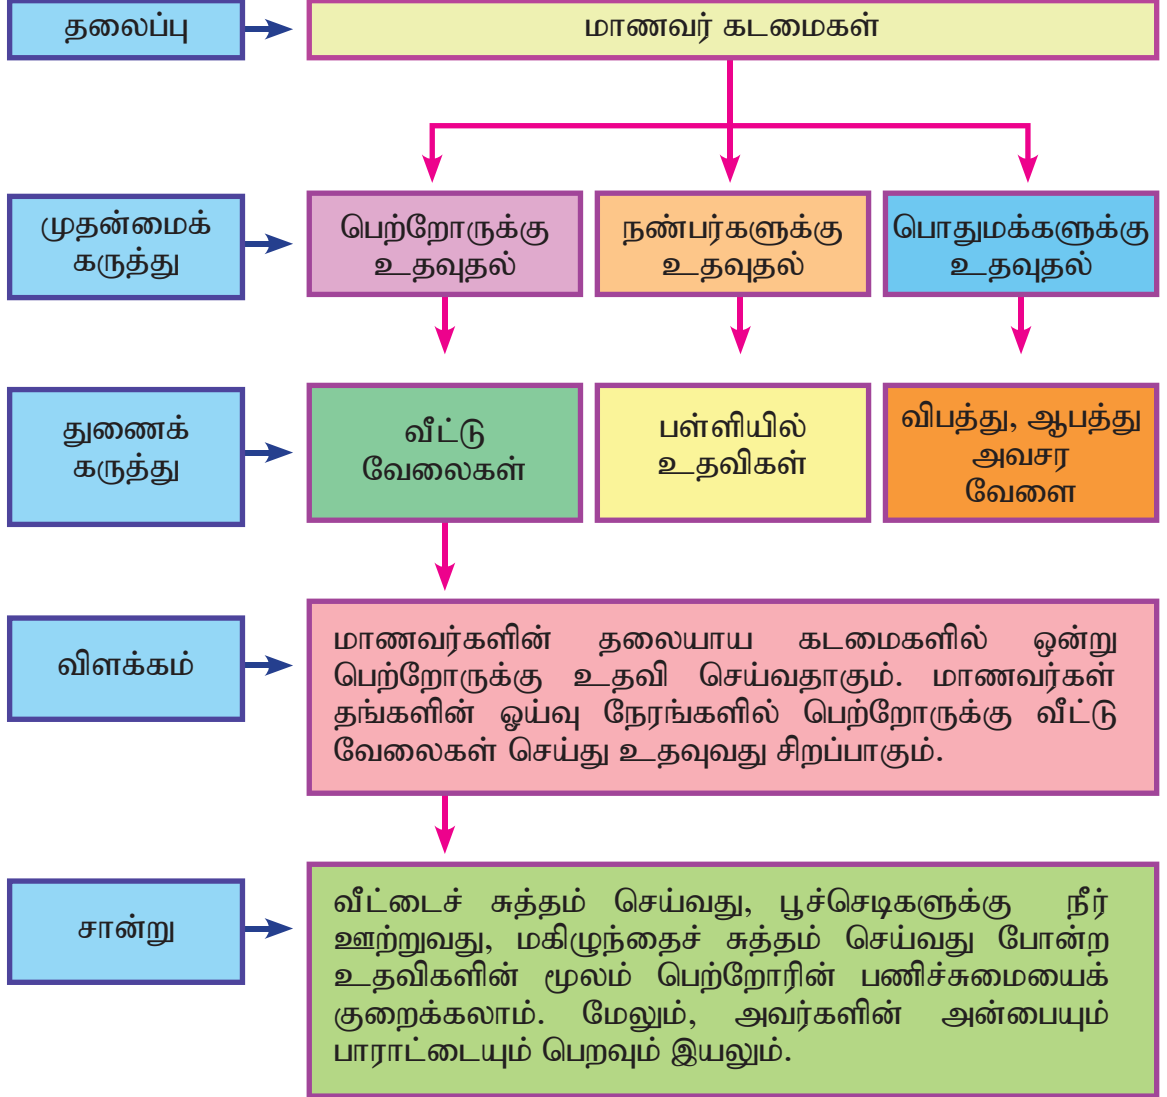 தலைப்பு
மாணவர் கடமைகள்
முதன்மைக்
கருத்து
பெற்றோருக்கு
உதவுதல்
நண்பர்களுக்கு
உதவுதல்
பொதுமக்களுக்கு
உதவுதல்
துணைக்
கருத்து
வீட்டு
வேலைகள்
பள்ளியில்
உதவிகள்
விபத்து, ஆபத்து
அவசர
வேளை
விளக்கம்
மாணவர்களின் தலையாய கடமைகளில் ஒன்று
பெற்றோருக்கு உதவி செய்வதாகும். மாணவர்கள்
தங்களின் ஓய்வு நேரங்களில் பெற்றோருக்கு வீட்டு
வேலைகள் செய்து உதவுவது சிறப்பாகும்.
சான்று
வீட்டைச் சுத்தம் செய்வது, பூச்செடிகளுக்கு நீர்
ஊற்றுவது, மகிழுந்தைச் சுத்தம் செய்வது போன்ற
உதவிகளின் மூலம் பெற்றோரின் பணிச்சுமையைக்
குறைக்கலாம். மேலும், அவர்களின் அன்பையும்
பாராட்டையும் பெறவும் இயலும்.